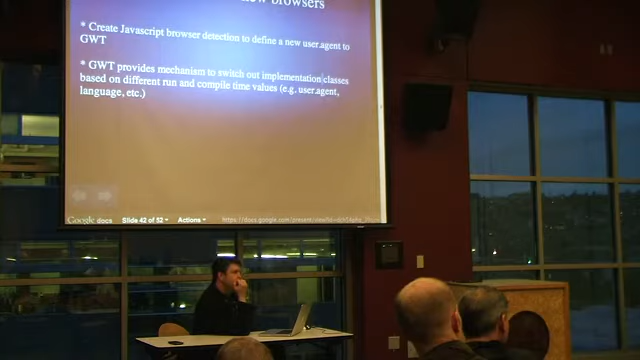 browsers
* Create Javascript browser detection to define a new user.agent to
GWT
* GWT provides mechanism to switch out implementation classes
based on different run and compile time values (e.g. user.agent,
language, etc.)
Google docs Slide 42 of 52 Actions